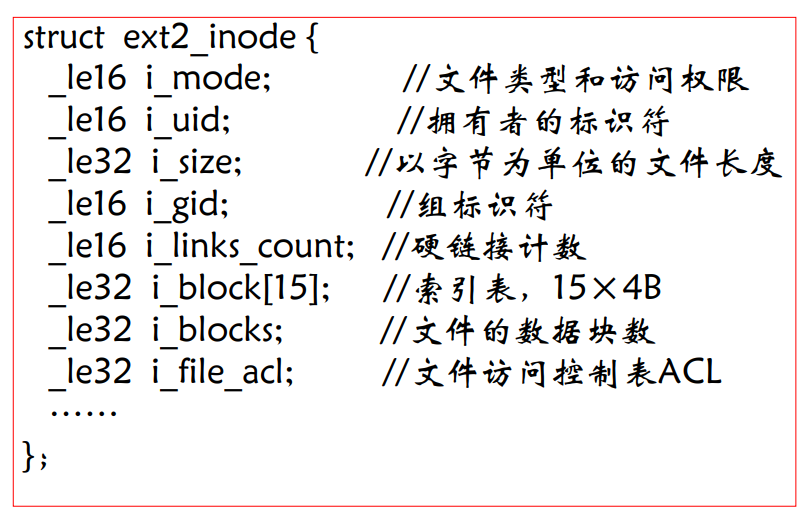 struct ext2_inode {
_le16 i_mode; //文件类型和访问权限
_le16 i_uid; //拥有者的标识符
_le32 i_size; //以字节为单位的文件长度
_le16 i_gid; //组标识符
_le16 i_links_count; //硬链接计数
_le32 i_block[15]; //索引表，15×4B
_le32 i_blocks; //文件的数据块数
_le32 i_file_acl; //文件访问控制表ACL
……
};